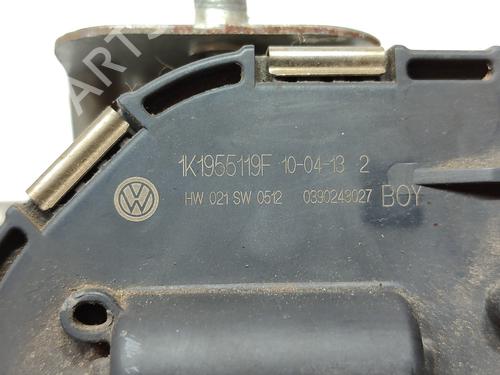 1K1955119F 10-04-13 2
HW 021 SW 0512 0390243027 BOY